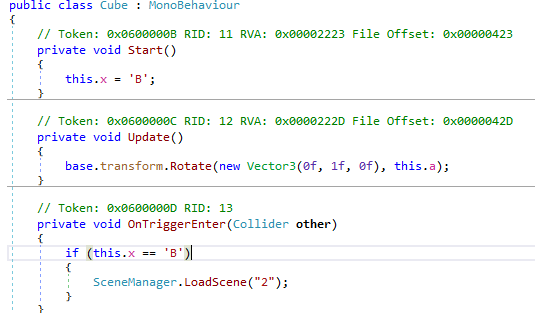 public class Cube : MonoBehaviour
{
// Token: 0x0600000B RID: 11 RVA: 0x00002223 File Offset: 0x00000423
private void Start()
{
this.x = 'B';
}
// Token: 0x0600000C RID: 12 RVA: 0x0000222D File Offset: 0x0000042D
private void Update()
{
base.transform.Rotate(new Vector3(0f, 1f, 0f), this.a);
}
// Token: 0x0600000D RID: 13
private void OnTriggerEnter(Collider other)
{
if (this.x == 'B')
{
SceneManager.LoadScene("2");
}
}